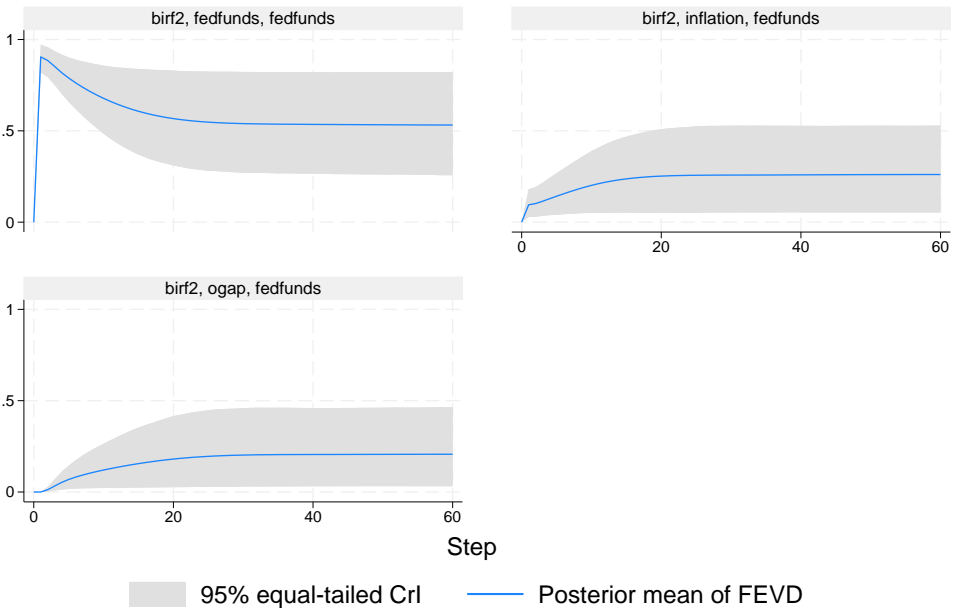 birf2, fedfunds, fedfunds
birf2, inflation, fedfunds
1
.5
0
0 20 40 60
birf2, ogap, fedfunds
1
.5
0
0 20 40 60
Step
95% equal-tailed CrI
Posterior mean of FEVD